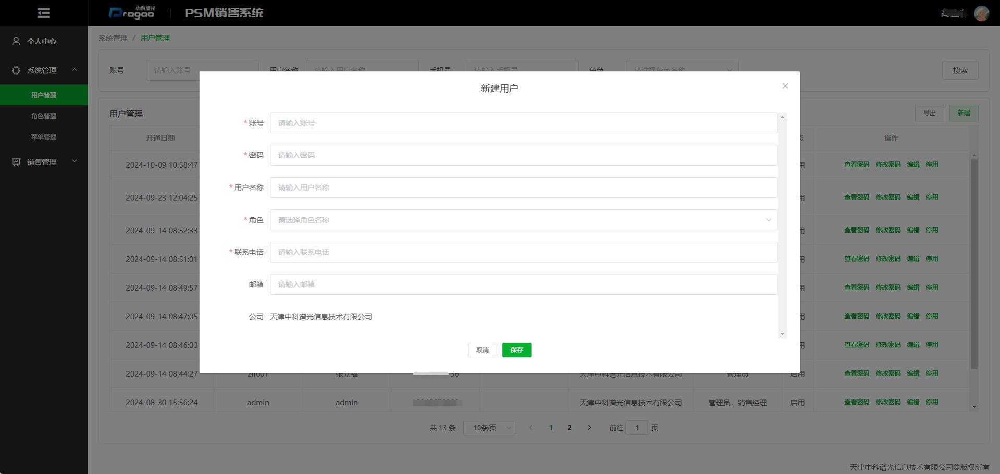 中科谱光
Dragoo
PSM销售系统
个人中心
系统管理
用户管理
角色管理
菜单管理
销售管理
系统管理 / 用户管理
账号 请输入账号 用户名称 请输入用户名称 手机号 请输入手机号 角色 请选择角色名称 搜索
用户管理 导出 新建
开通日期 操作
2024-10-09 10:58:47 用 查看密码 修改密码 编辑 停用
2024-09-23 12:04:25 用 查看密码 修改密码 编辑 停用
2024-09-14 08:52:33 用 查看密码 修改密码 编辑 停用
2024-09-14 08:51:01 用 查看密码 修改密码 编辑 停用
2024-09-14 08:49:57 用 查看密码 修改密码 编辑 停用
2024-09-14 08:47:05 用 查看密码 修改密码 编辑 停用
2024-09-14 08:46:03 用 查看密码 修改密码 编辑 停用
2024-09-14 08:44:27 zlf001 张立福 56 天津中科谱光信息技术有限公司 管理员 启用 查看密码 修改密码 编辑 停用
2024-08-30 15:56:24 admin admin 天津中科谱光信息技术有限公司 管理员，销售经理 启用 查看密码 修改密码 编辑 停用
共 13 条 10条/页 1 2 前往 1 页
天津中科谱光信息技术有限公司©版权所有
新建用户
* 账号 请输入账号
* 密码 请输入密码
* 用户名称 请输入用户名称
* 角色 请选择角色名称
* 联系电话 请输入联系电话
邮箱 请输入邮箱
公司 天津中科谱光信息技术有限公司
取消 保存